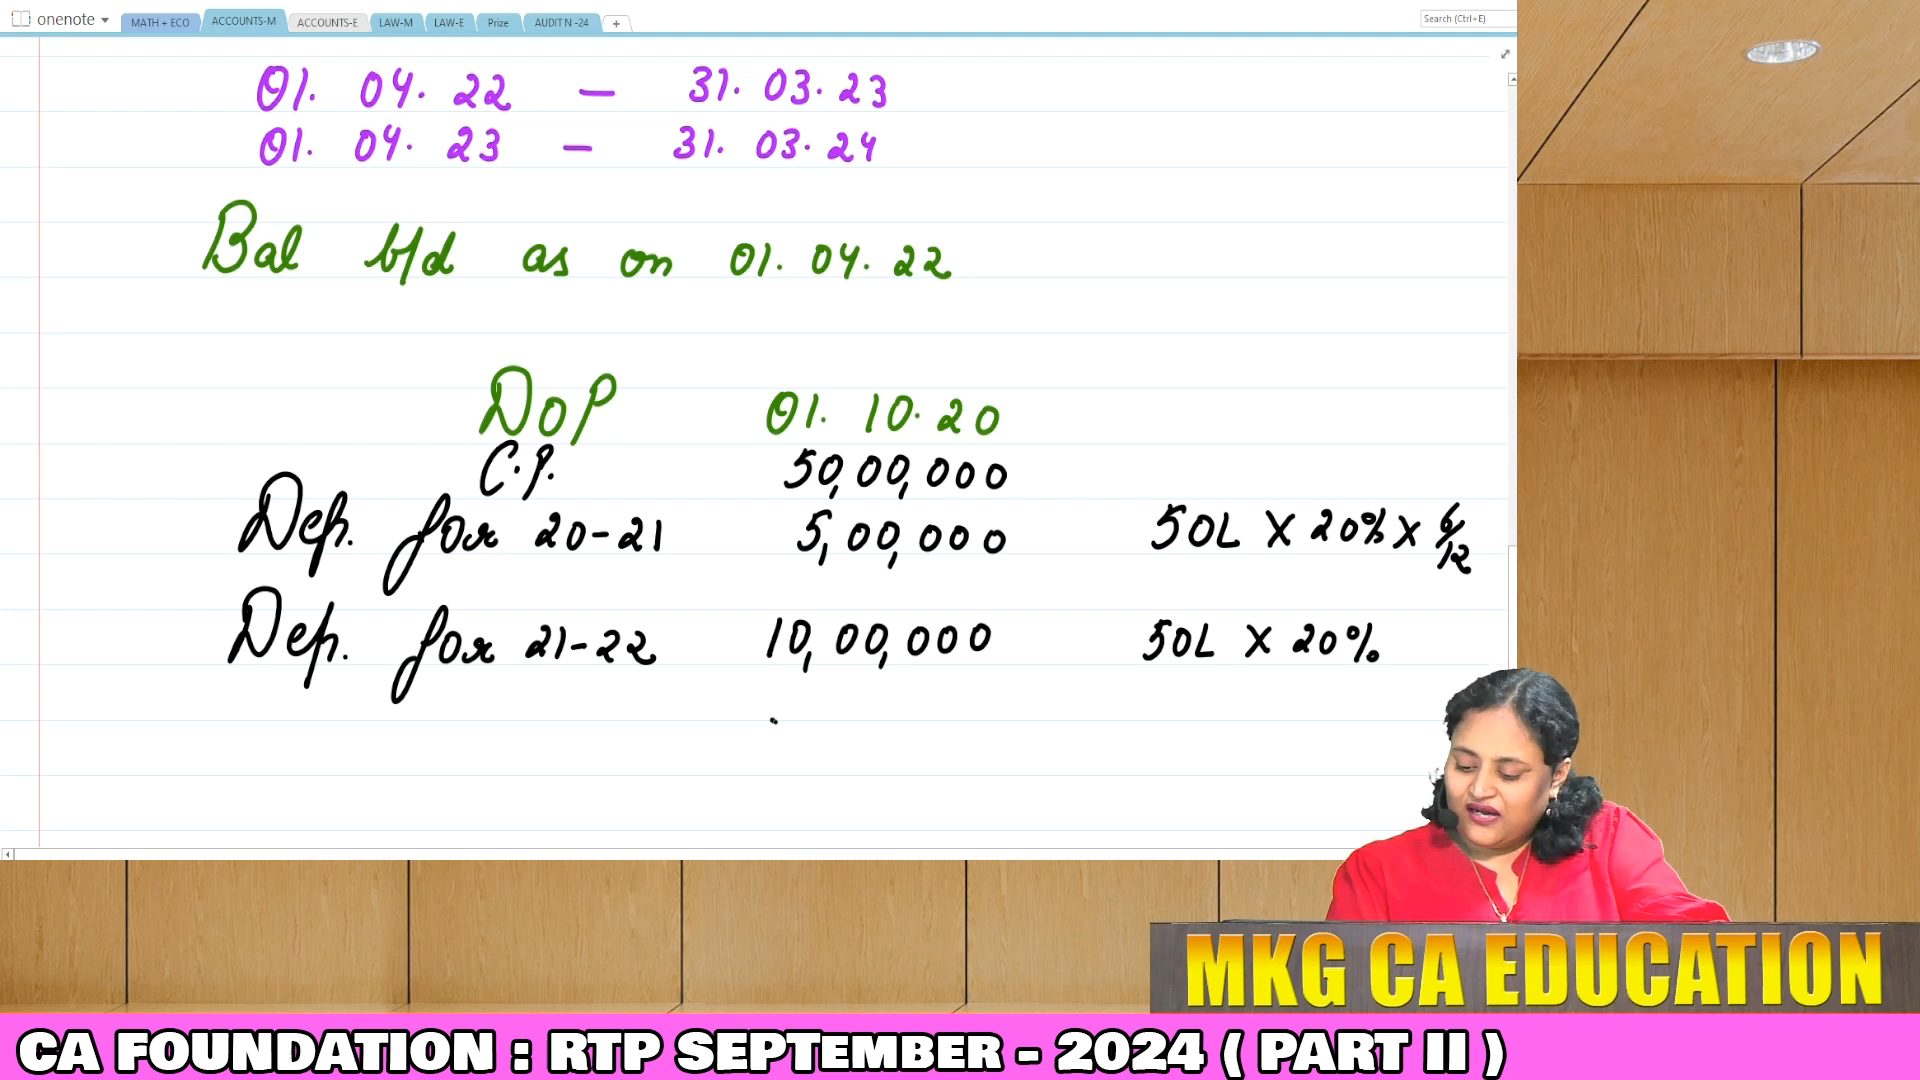 onenote MATH + ECO ACCOUNTS-M ACCOUNTS-E LAW-M LAW-E Prize AUDIT N -24 + Search (Ctrl+E)
01. 04. 22 – 31. 03. 23
01. 04. 23 – 31. 03. 24
Bal b/d as on 01. 04. 22
DOP 01. 10. 20
C.P. 50,00,000
Dep. for 20-21 5,00,000 50L X 20% X 6/12
Dep. for 21-22 10,00,000 50L X 20%
MKG CA EDUCATION
CA FOUNDATION : RTP SEPTEMBER - 2024 ( PART II )